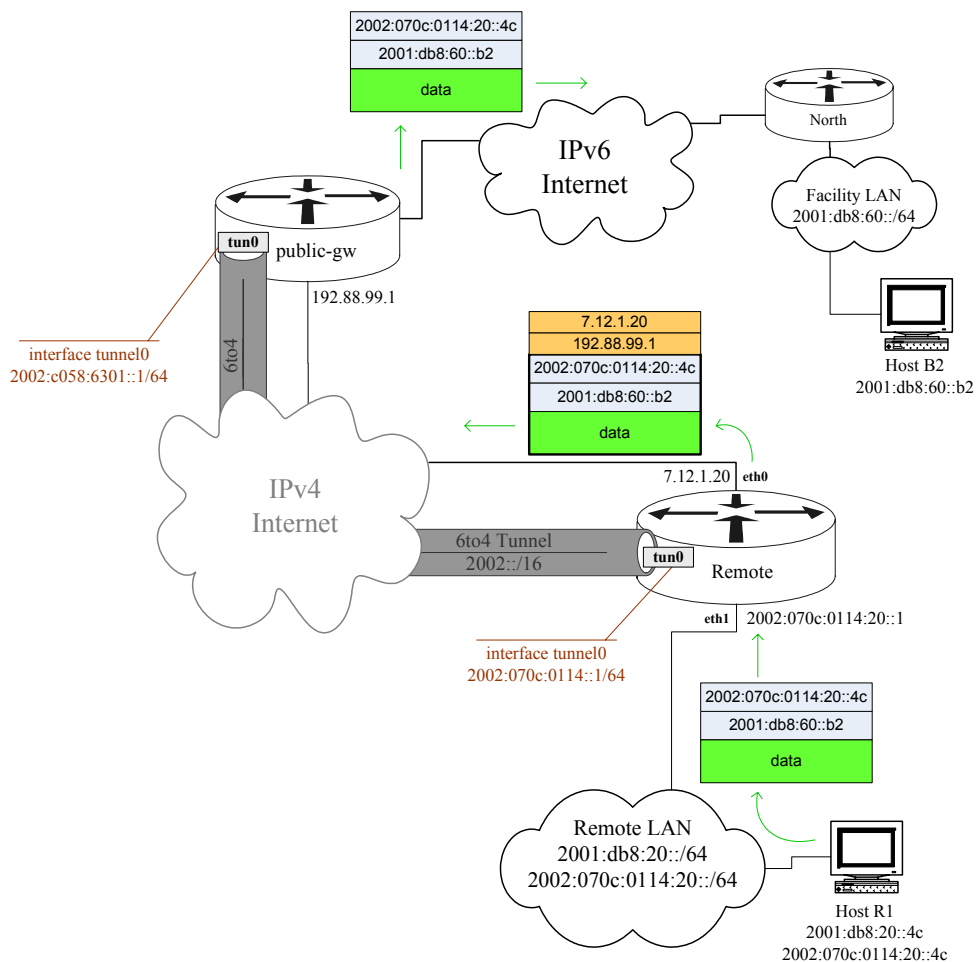 2002:070c:0114:20::4c
2001:db8:60::b2
data
IPv6
Internet
North
Facility LAN
2001:db8:60::/64
tun0
public-gw
192.88.99.1
interface tunnel0
2002:c058:6301::1/64
6to4
7.12.1.20
192.88.99.1
2002:070c:0114:20::4c
2001:db8:60::b2
data
Host B2
2001:db8:60::b2
IPv4
Internet
7.12.1.20
eth0
6to4 Tunnel
2002::/16
tun0
Remote
eth1
2002:070c:0114:20::1
interface tunnel0
2002:070c:0114::1/64
2002:070c:0114:20::4c
2001:db8:60::b2
data
Remote LAN
2001:db8:20::/64
2002:070c:0114:20::/64
Host R1
2001:db8:20::4c
2002:070c:0114:20::4c